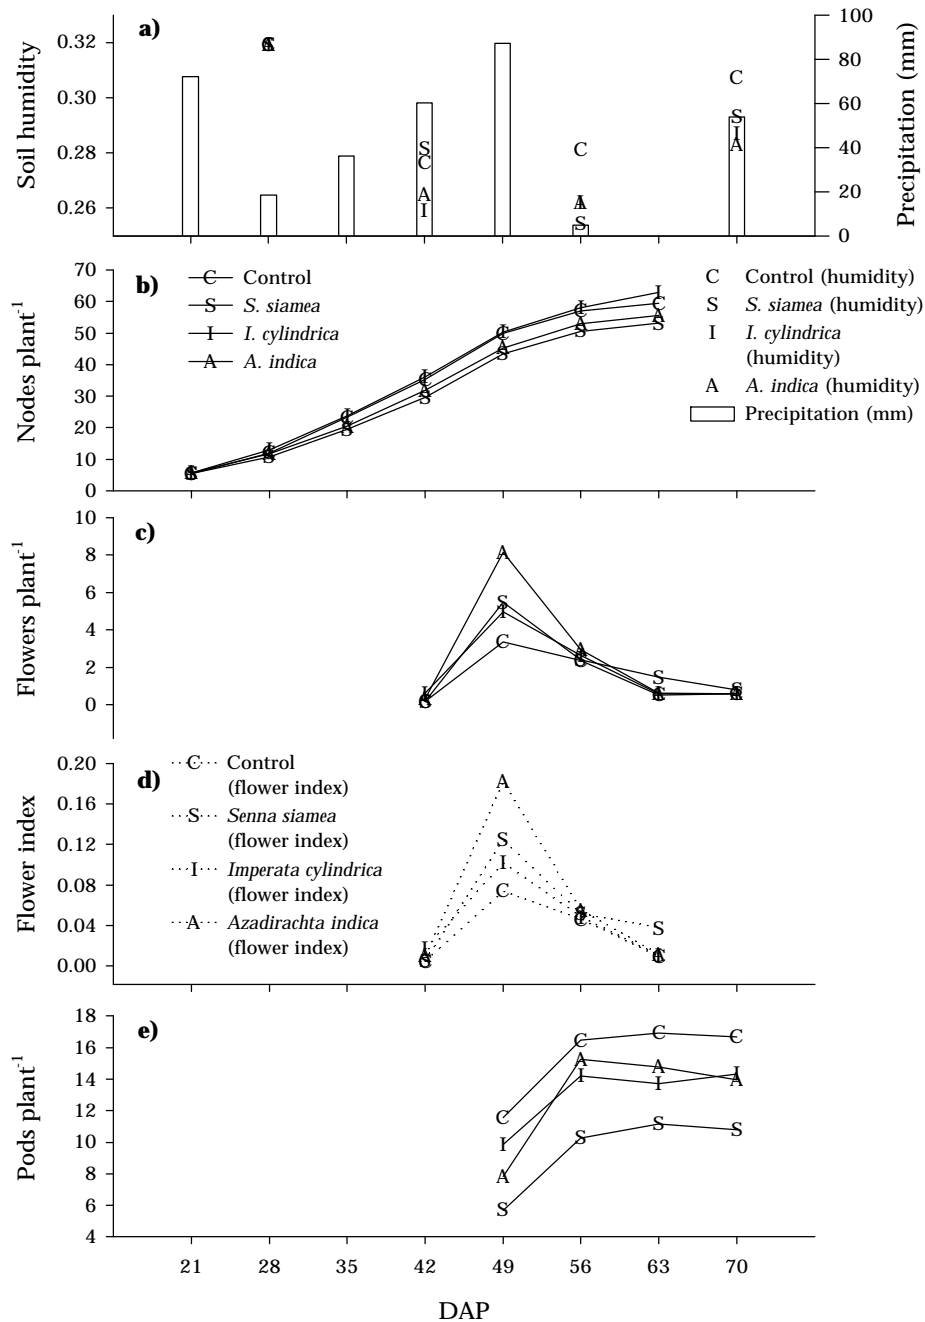 a)
Soil humidity
0.32
0.30
0.28
0.26
100
80
60
40
20
0
Precipitation (mm)
C S I A
S
C
A
I
C
I A
S
C
S
I
A
b)
Nodes plant-1
70
60
50
40
30
20
10
0
C Control
S S. siamea
I I. cylindrica
A A. indica
C Control (humidity)
S S. siamea (humidity)
I I. cylindrica
(humidity)
A A. indica (humidity)
Precipitation (mm)
c)
Flowers plant-1
10
8
6
4
2
0
d)
Flower index
0.20
0.16
0.12
0.08
0.04
0.00
C Control
(flower index)
S Senna siamea
(flower index)
I Imperata cylindrica
(flower index)
A Azadirachta indica
(flower index)
e)
Pods plant-1
18
16
14
12
10
8
6
4
21 28 35 42 49 56 63 70
DAP